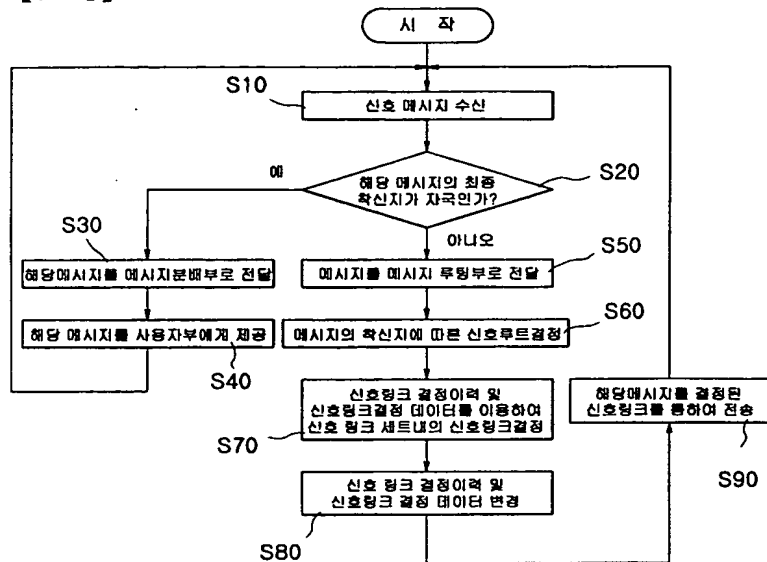 시 작
S10
신호 메시지 수신
S20
해당 메시지의 최종
착신지가 자국인가?
예
아니오
S30
해당메시지를 메시지분배부로 전달
S50
메시지를 메시지 루팅부로 전달
S40
해당 메시지를 사용자부에게 제공
S60
메시지의 착신지에 따른 신호루트결정
S70
신호링크 결정이력 및
신호링크결정 데이터를 이용하여
신호 링크 세트내의 신호링크결정
S80
신호 링크 결정이력 및
신호링크 결정 데이터 변경
S90
해당메시지를 결정된
신호링크를 통하여 전송